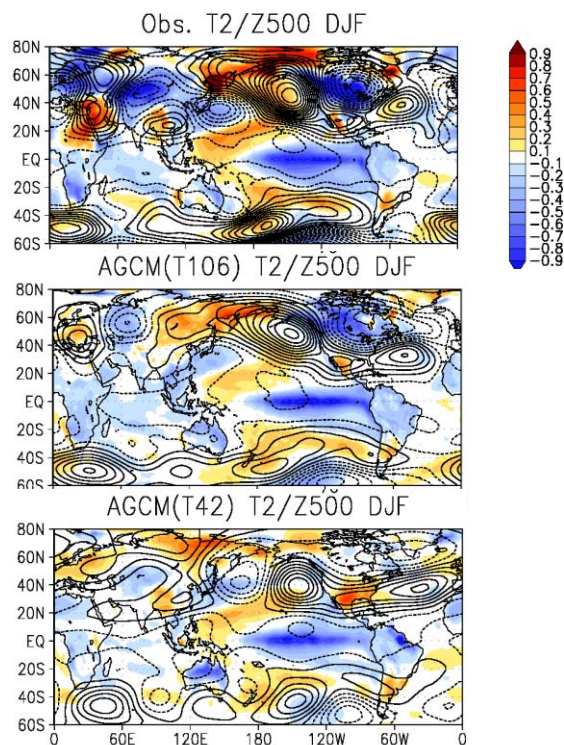 Obs. T2/Z500 DJF
80N
60N
40N
20N
EQ
20S
40S
60S
0.9
0.8
0.7
0.6
0.5
0.4
0.3
0.2
0.1
-0.1
-0.2
-0.3
-0.4
-0.5
-0.6
-0.7
-0.8
-0.9
AGCM(T106) T2/Z500 DJF
80N
60N
40N
20N
EQ
20S
40S
60S
AGCM(T42) T2/Z500 DJF
80N
60N
40N
20N
EQ
20S
40S
60S
0 60E 120E 180 120W 60W 0